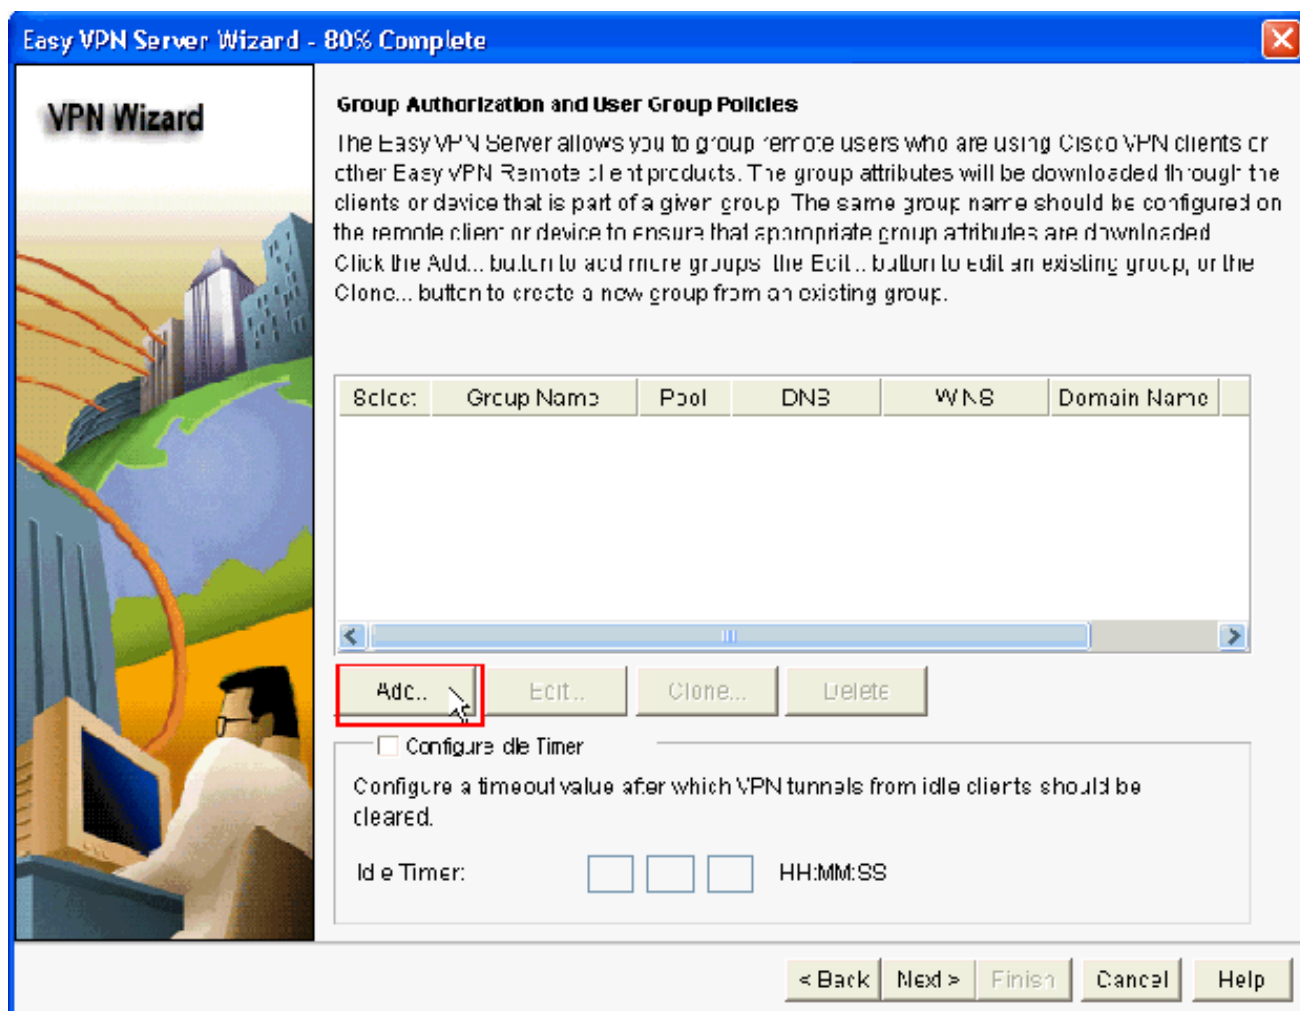 Easy VPN Server Wizard - 80% Complete
VPN Wizard
Group Authorization and User Group Policies
The Easy VPN Server allows you to group remote users who are using Cisco VPN clients or
other Easy VPN Remote client products. The group attributes will be downloaded through the
clients or device that is part of a given group. The same group name should be configured on
the remote client or device to ensure that appropriate group attributes are downloaded.
Click the Add... button to add more groups, the Edit... button to edit an existing group, or the
Clone... button to create a new group from an existing group.
Select Group Name Pool DNS WINS Domain Name
Add... Edit... Clone... Delete
Configure Idle Timer
Configure a timeout value after which VPN tunnels from idle clients should be
cleared.
Idle Timer: HH:MM:SS
< Back Next > Finish Cancel Help